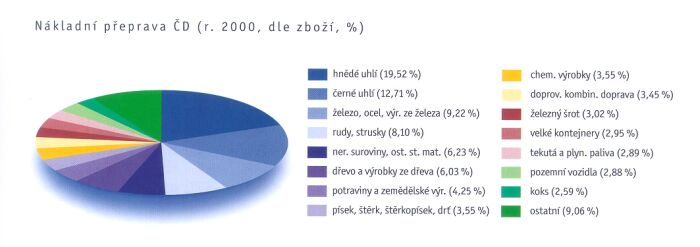 Nákladní přeprava ČD (r. 2000, dle zboží, %)
hnědé uhlí (19,52 %)
černé uhlí (12,71 %)
železo, ocel, výr. ze železa (9,22 %)
rudy, strusky (8,10 %)
ner. suroviny, ost. st. mat. (6,23 %)
dřevo a výrobky ze dřeva (6,03 %)
potraviny a zemědělské výr. (4,25 %)
písek, štěrk, štěrkopísek, drť (3,55 %)
chem. výrobky (3,55 %)
doprov. kombin. doprava (3,45 %)
železný šrot (3,02 %)
velké kontejnery (2,95 %)
tekutá a plyn. paliva (2,89 %)
pozemní vozidla (2,88 %)
koks (2,59 %)
ostatní (9,06 %)